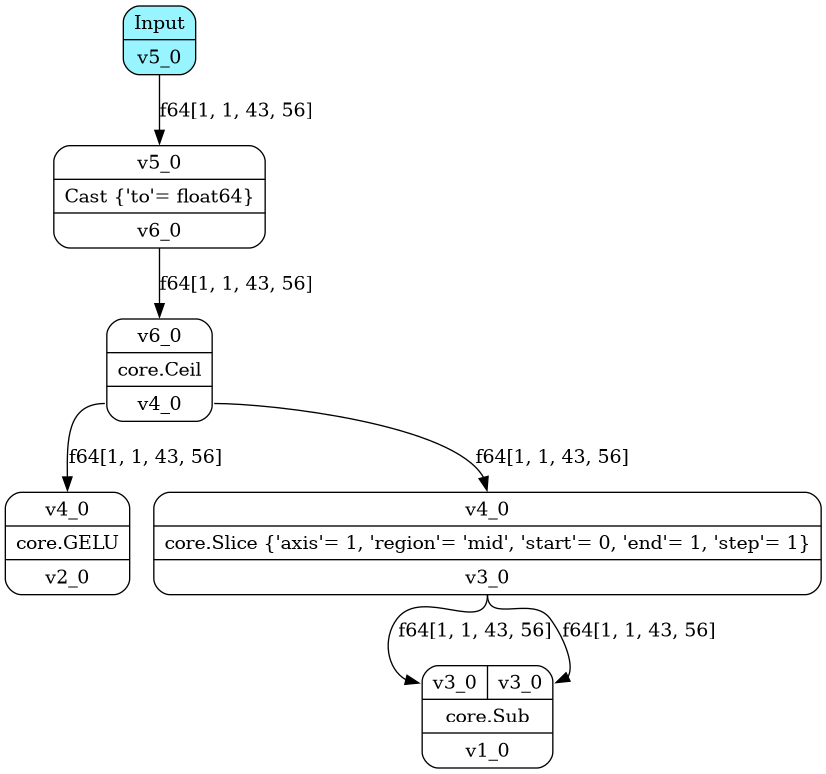 Input
v5_0
f64[1, 1, 43, 56]
v5_0
Cast {'to'= float64}
v6_0
f64[1, 1, 43, 56]
v6_0
core.Ceil
v4_0
f64[1, 1, 43, 56]
f64[1, 1, 43, 56]
v4_0
core.GELU
v2_0
v4_0
core.Slice {'axis'= 1, 'region'= 'mid', 'start'= 0, 'end'= 1, 'step'= 1}
v3_0
f64[1, 1, 43, 56]
f64[1, 1, 43, 56]
v3_0
v3_0
core.Sub
v1_0